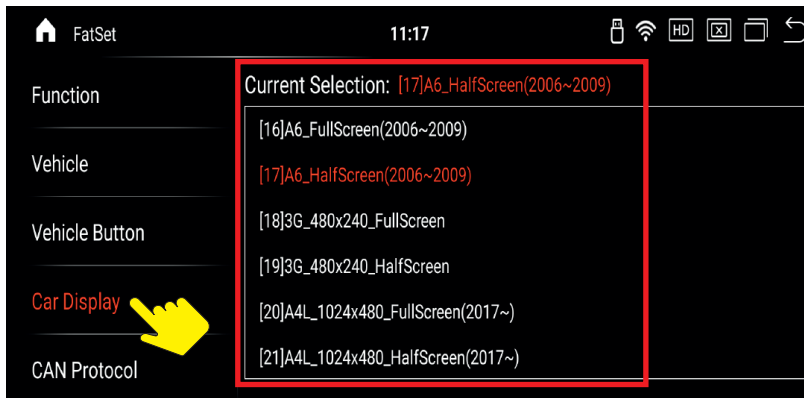 FatSet
11:17
HD
Function
Vehicle
Vehicle Button
Car Display
CAN Protocol
Current Selection: [17]A6_HalfScreen(2006~2009)
[16]A6_FullScreen(2006~2009)
[17]A6_HalfScreen(2006~2009)
[18]3G_480x240_FullScreen
[19]3G_480x240_HalfScreen
[20]A4L_1024x480_FullScreen(2017~)
[21]A4L_1024x480_HalfScreen(2017~)